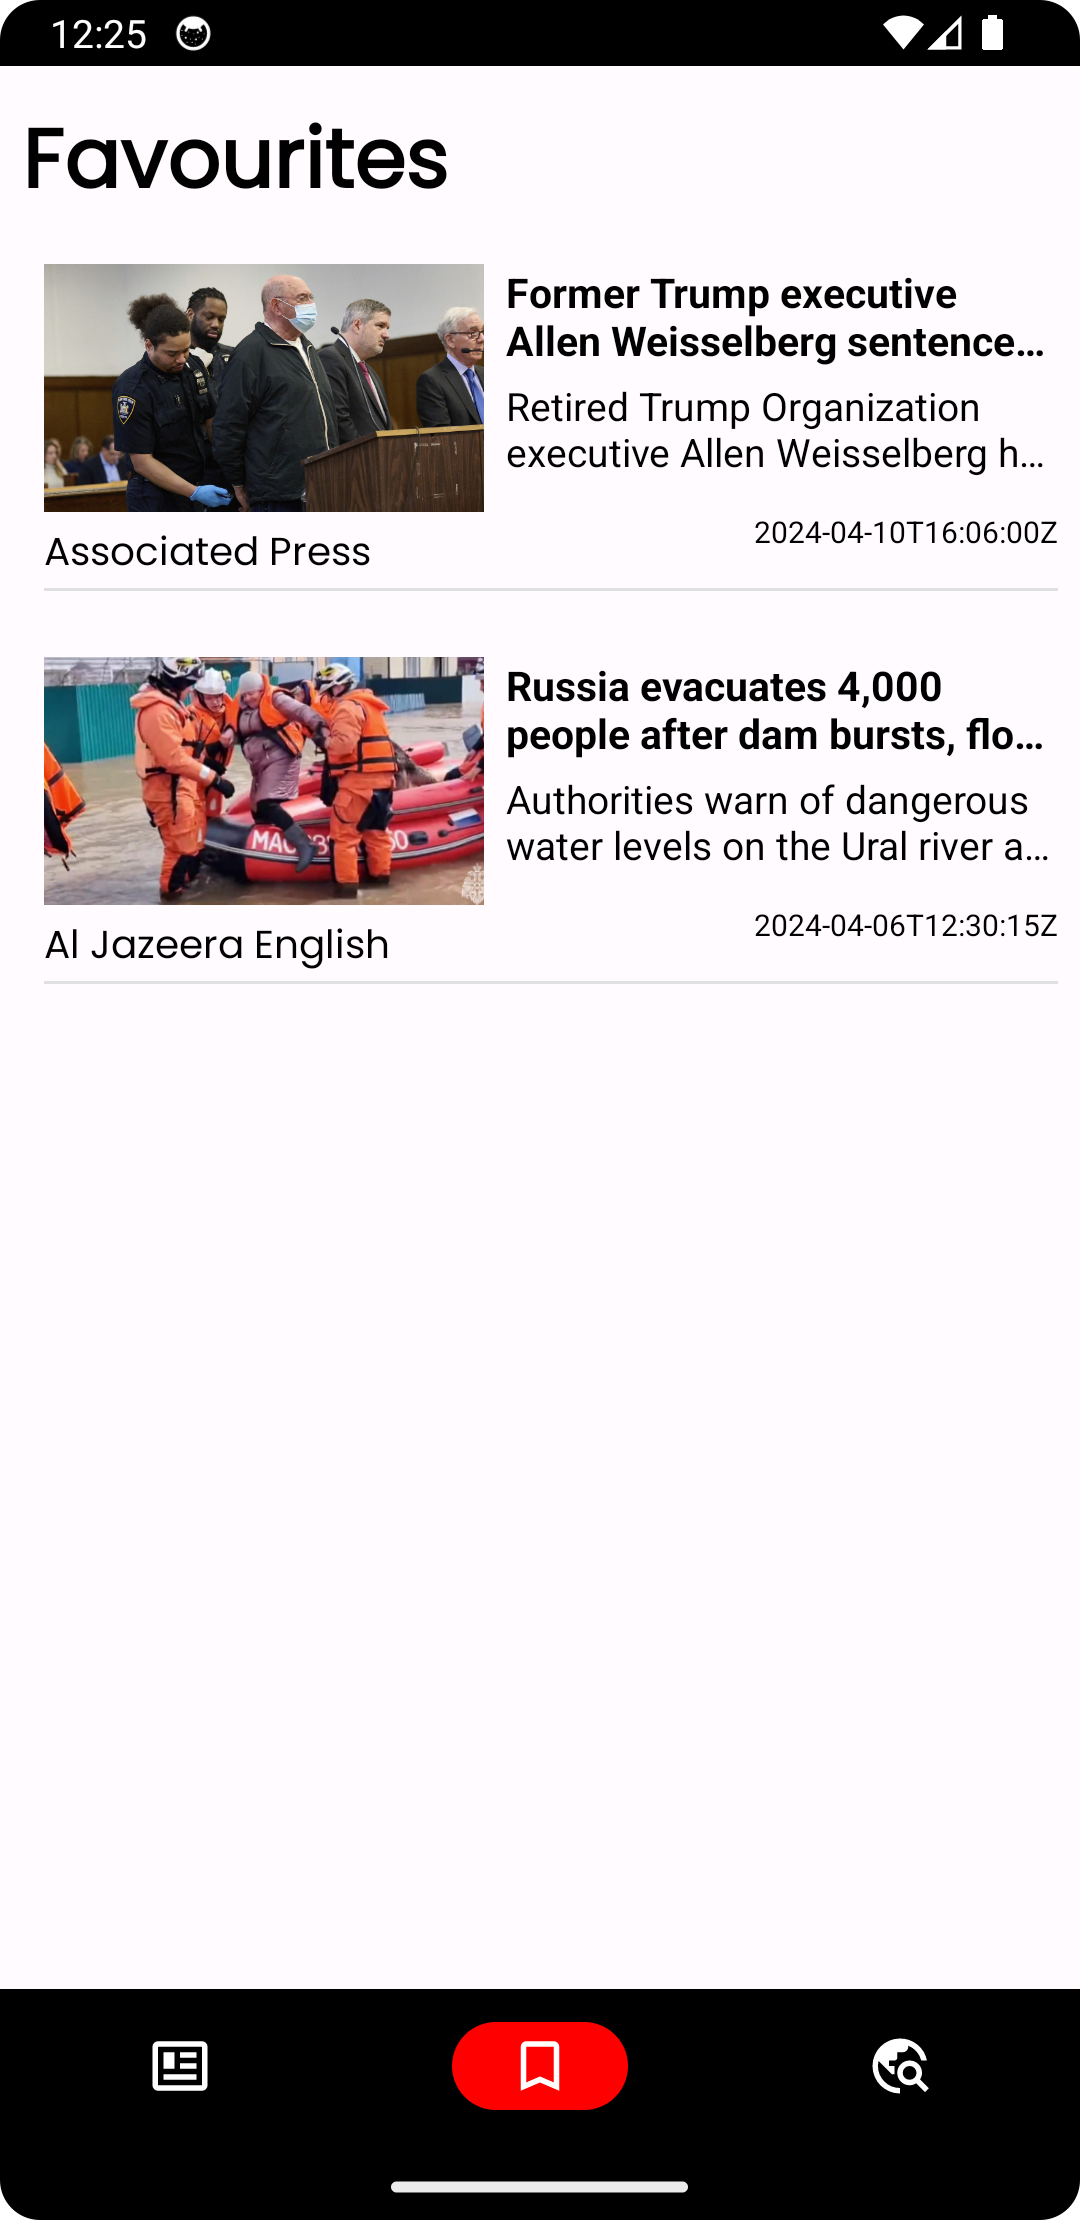 12:25
Favourites
Former Trump executive
Allen Weisselberg sentence…
Retired Trump Organization
executive Allen Weisselberg h…
2024-04-10T16:06:00Z
Associated Press
Russia evacuates 4,000
people after dam bursts, flo…
Authorities warn of dangerous
water levels on the Ural river a…
2024-04-06T12:30:15Z
Al Jazeera English